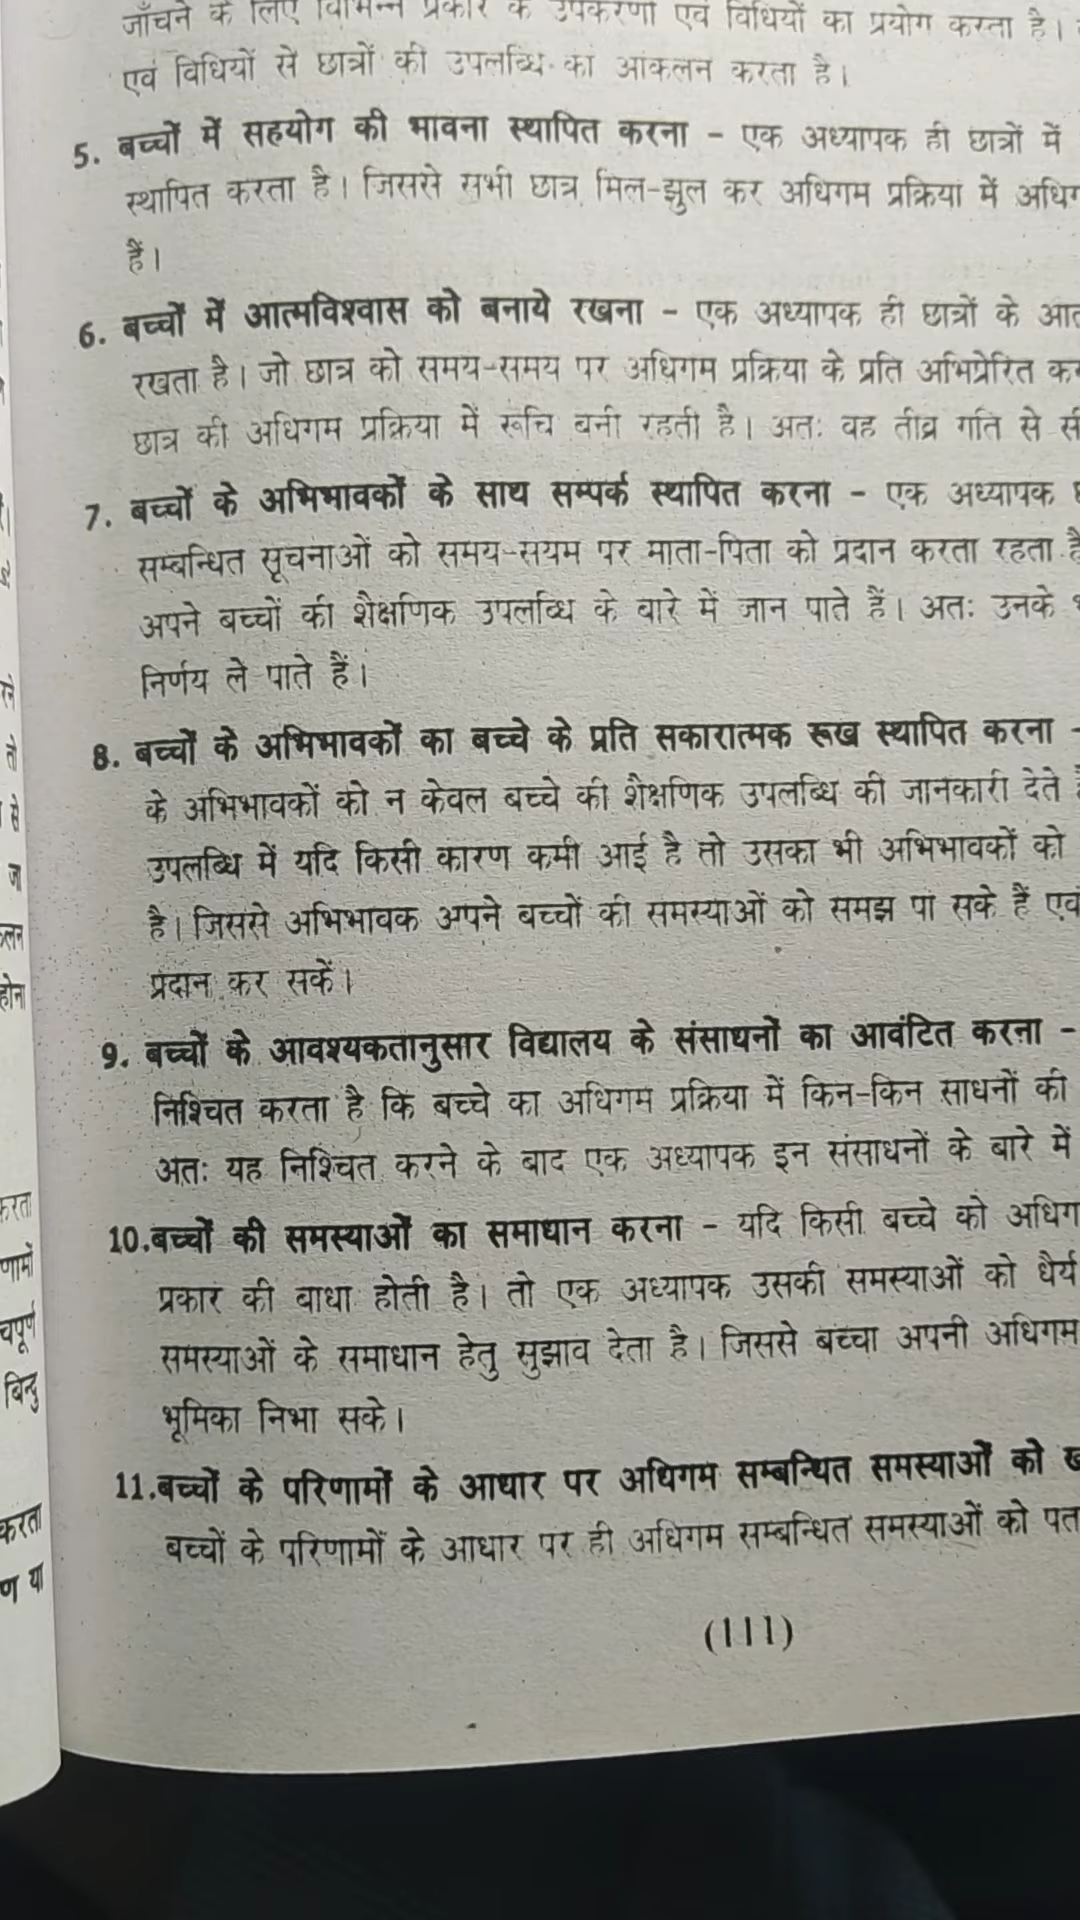 जाँचने के लिए विभिन्न प्रकार के उपकरणों एवं विधियों का प्रयोग करता है।
एवं विधियों से छात्रों की उपलब्धि का आकलन करता है।
5. बच्चों में सहयोग की भावना स्थापित करना - एक अध्यापक ही छात्रों में
स्थापित करता है। जिससे सभी छात्र मिल-झुल कर अधिगम प्रक्रिया में
हैं।
6. बच्चों में आत्मविश्वास को बनाये रखना - एक अध्यापक ही छात्रों के
रखता है। जो छात्र को समय-समय पर अधिगम प्रक्रिया के प्रति अभिप्रेरित
छात्र की अधिगम प्रक्रिया में रूचि बनी रहती है। अतः वह तीव्र गति से
7. बच्चों के अभिभावकों के साथ सम्पर्क स्थापित करना - एक अध्यापक
सम्बन्धित सूचनाओं को समय-सयम पर माता-पिता को प्रदान करता रहता
अपने बच्चों की शैक्षणिक उपलब्धि के बारे में जान पाते हैं। अतः उनके
निर्णय ले पाते हैं।
8. बच्चों के अभिभावकों का बच्चे के प्रति सकारात्मक रूख स्थापित करना -
के अभिभावकों को न केवल बच्चे की शैक्षणिक उपलब्धि की जानकारी देते
उपलब्धि में यदि किसी कारण कमी आई है तो उसका भी अभिभावकों को
है। जिससे अभिभावक अपने बच्चों की समस्याओं को समझ पा सके हैं एवं
प्रदान कर सकें।
9. बच्चों के आवश्यकतानुसार विद्यालय के संसाधनों का आवंटित करना -
निश्चित करता है कि बच्चे का अधिगम प्रक्रिया में किन-किन साधनों की
अतः यह निश्चित करने के बाद एक अध्यापक इन संसाधनों के बारे में
10.बच्चों की समस्याओं का समाधान करना - यदि किसी बच्चे को
प्रकार की बाधा होती है। तो एक अध्यापक उसकी समस्याओं को धैर्य
समस्याओं के समाधान हेतु सुझाव देता है। जिससे बच्चा अपनी अधिगम
भूमिका निभा सके।
11.बच्चों के परिणामों के आधार पर अधिगम सम्बन्धित समस्याओं को
बच्चों के परिणामों के आधार पर ही अधिगम सम्बन्धित समस्याओं को
(111)